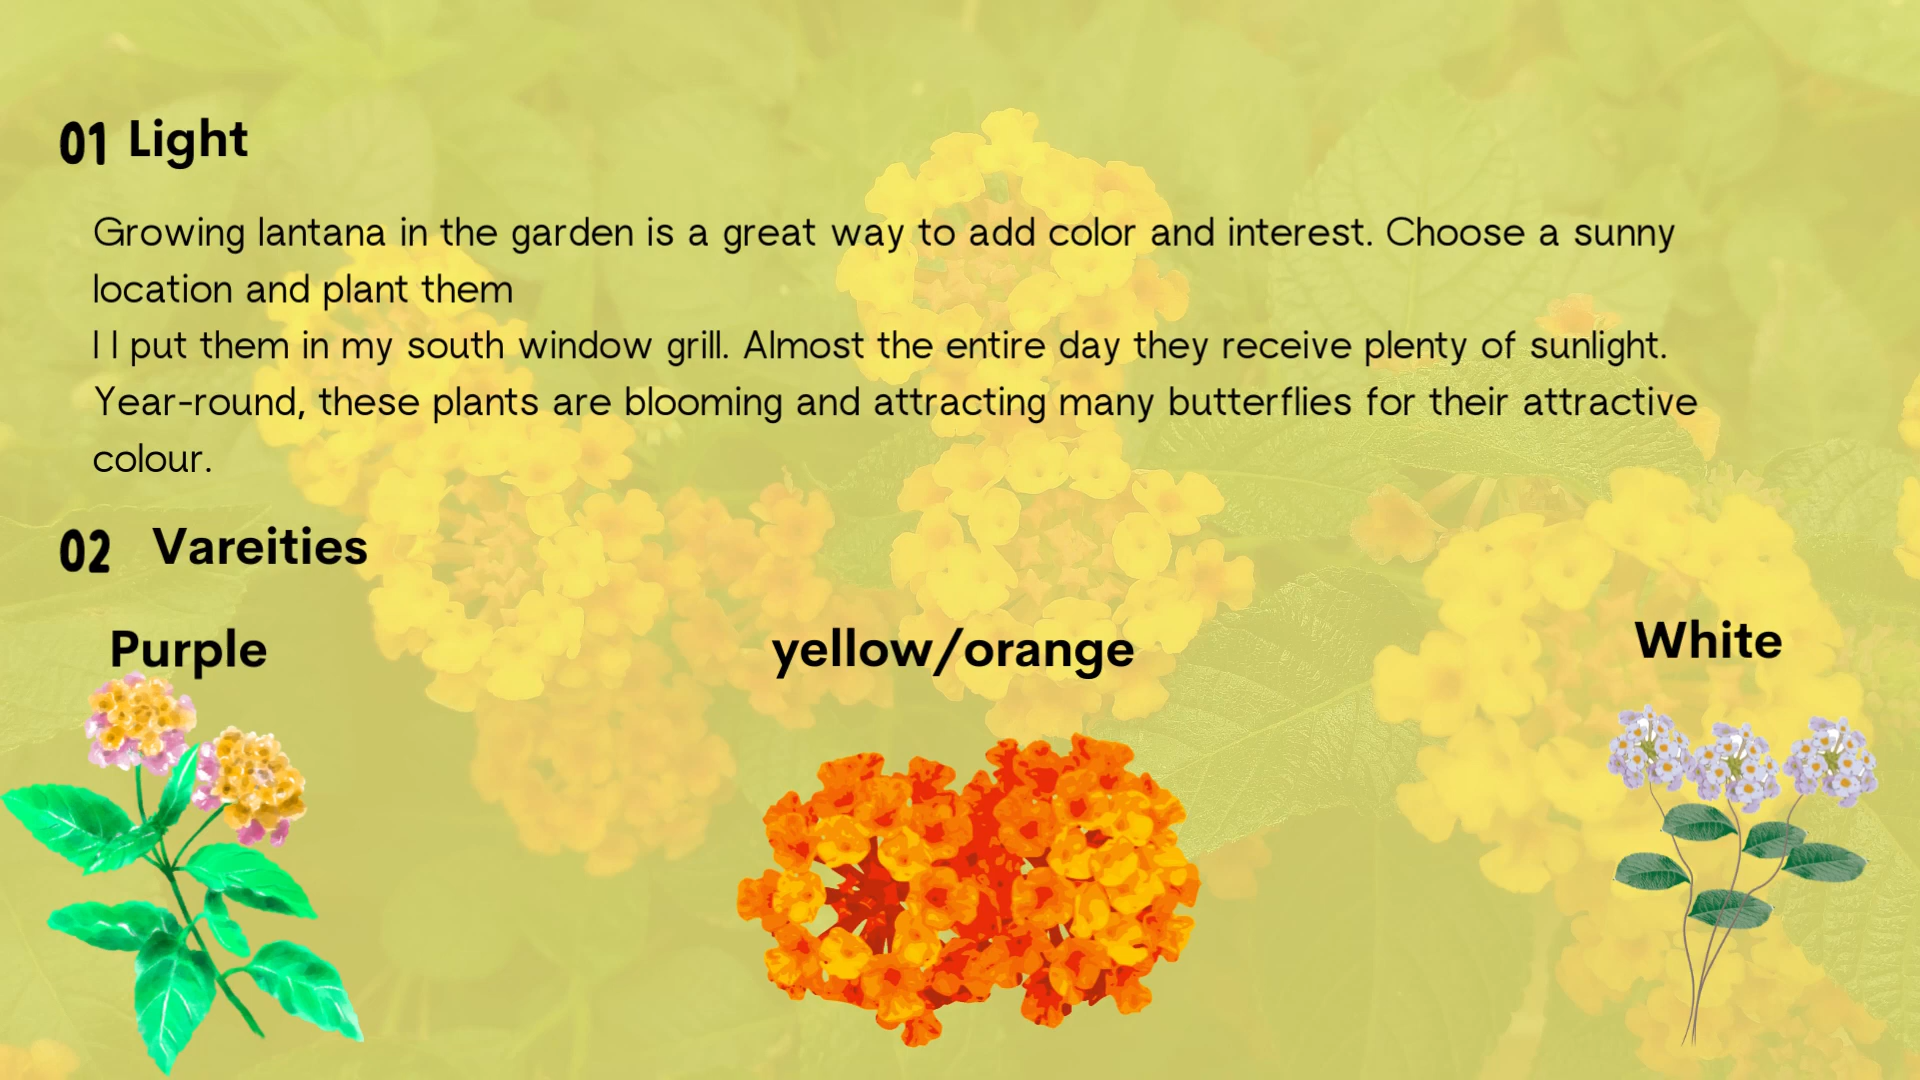 01 Light
Growing lantana in the garden is a great way to add color and interest. Choose a sunny
location and plant them
I I put them in my south window grill. Almost the entire day they receive plenty of sunlight.
Year-round, these plants are blooming and attracting many butterflies for their attractive
colour.
02 Vareities
Purple
yellow/orange
White